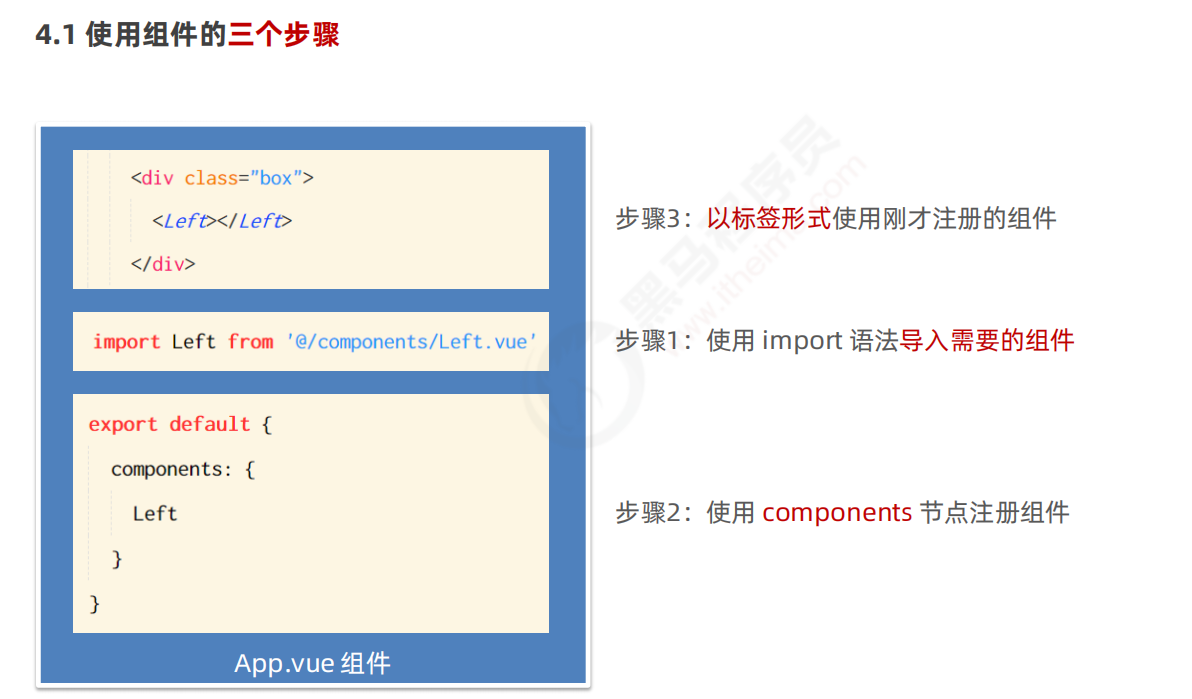 4.1 使用组件的三个步骤
<div class="box">
<Left></Left>
</div>
步骤3：以标签形式使用刚才注册的组件
import Left from '@/components/Left.vue'
步骤1：使用 import 语法导入需要的组件
export default {
components: {
Left
}
}
步骤2：使用 components 节点注册组件
App.vue 组件
黑马程序员
www.itheima.com